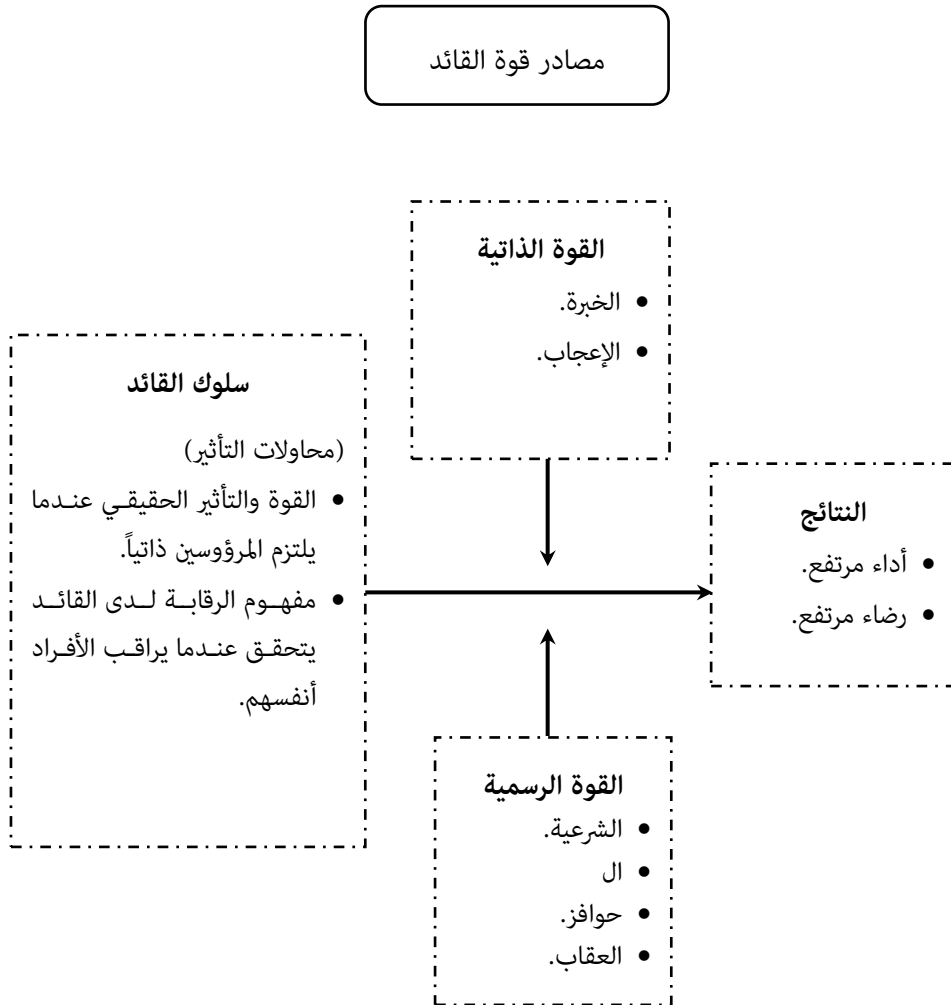 مصادر قوة القائد
القوة الذاتية
• الخبرة.
• الإعجاب.
سلوك القائد
(محاولات التأثير)
• القوة والتأثير الحقيقي عندما
يلتزم المرؤوسين ذاتياً.
• مفهوم الرقابة لدى القائد
يتحقق عندما يراقب الأفراد
أنفسهم.
النتائج
• أداء مرتفع.
• رضاء مرتفع.
القوة الرسمية
• الشرعية.
• ال
• حوافز.
• العقاب.